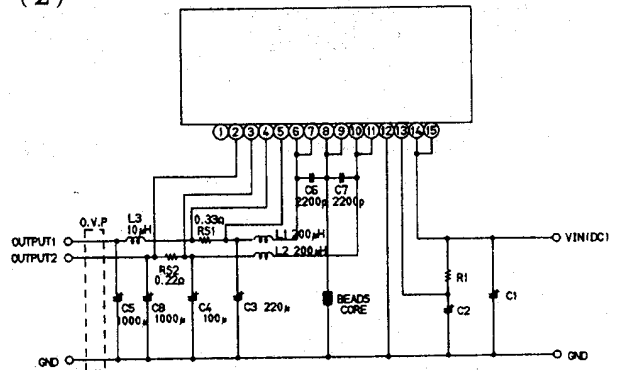 (2)
① ② ③ ④ ⑤ ⑥ ⑦ ⑧ ⑨ ⑩ ⑪ ⑫ ⑬ ⑭ ⑮
C6
2200p
C7
2200p
O.V.P
L3
10μH
0.33Ω
RS1
L1 200μH
OUTPUT1
VIN(DC)
OUTPUT2
L2 200μH
RS2
0.22Ω
R1
C5
1000μ
C8
1000μ
C4
100μ
C3 220μ
BEADS
CORE
C2
C1
GND
GND